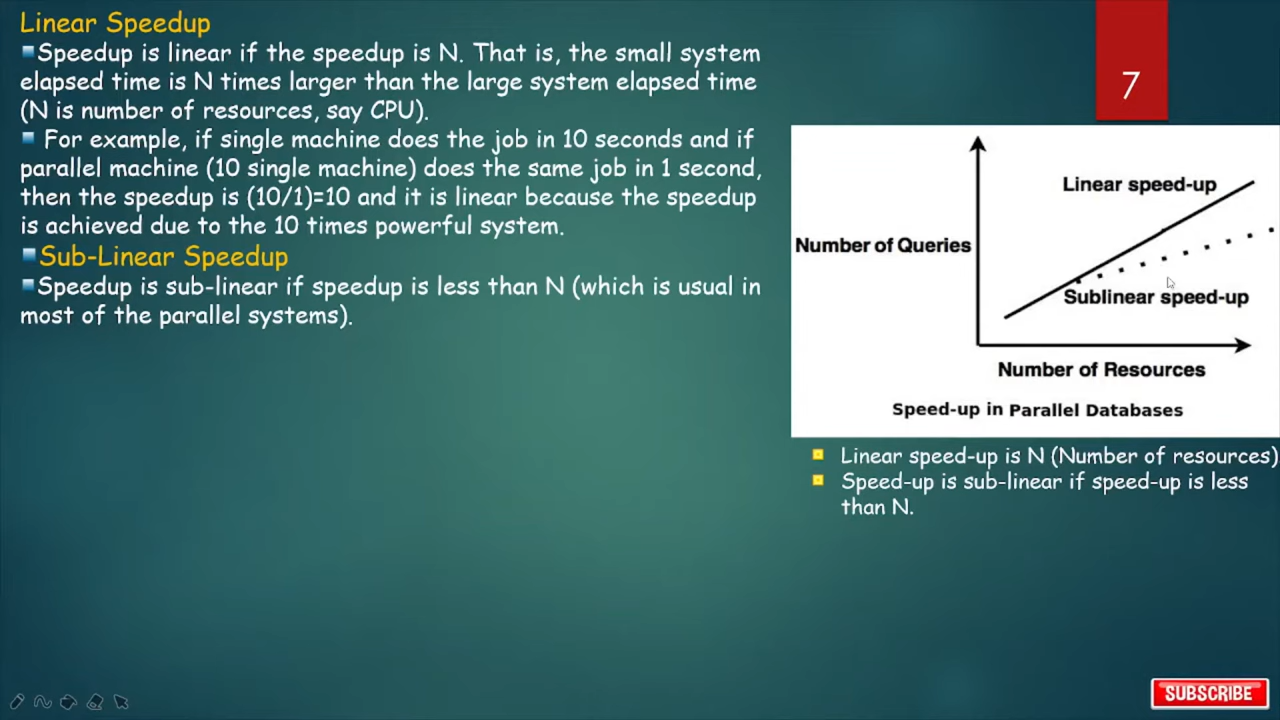 Linear Speedup
Speedup is linear if the speedup is N. That is, the small system
elapsed time is N times larger than the large system elapsed time
(N is number of resources, say CPU).
For example, if single machine does the job in 10 seconds and if
parallel machine (10 single machine) does the same job in 1 second,
then the speedup is (10/1)=10 and it is linear because the speedup
is achieved due to the 10 times powerful system.
Sub-Linear Speedup
Speedup is sub-linear if speedup is less than N (which is usual in
most of the parallel systems).
7
Linear speed-up
Number of Queries
Sublinear speed-up
Number of Resources
Speed-up in Parallel Databases
Linear speed-up is N (Number of resources)
Speed-up is sub-linear if speed-up is less
than N.
SUBSCRIBE